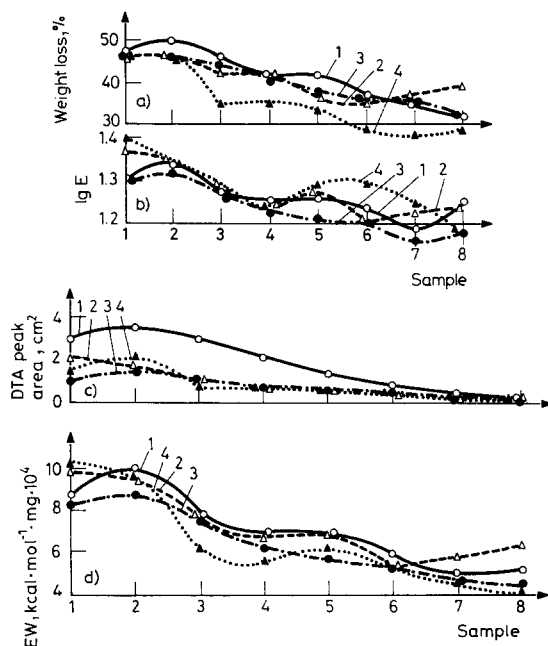 Weight loss, %
50
40
30
a)
1
3
2
4
lg E
1.4
1.3
1.2
b)
4
3
1
2
1 2 3 4 5 6 7 8
Sample
DTA peak
area, cm²
4
2
0
c)
1 2 3 4
EW, kcal·mol⁻¹·mg·10⁴
10
8
6
4
d)
1
4
2
3
1 2 3 4 5 6 7 8
Sample